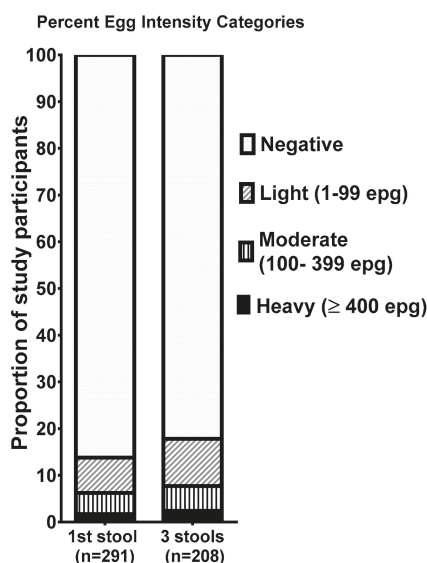 Percent Egg Intensity Categories
Proportion of study participants
100
90
80
70
60
50
40
30
20
10
0
1st stool
(n=291)
3 stools
(n=208)
Negative
Light (1-99 epg)
Moderate
(100- 399 epg)
Heavy (≥ 400 epg)